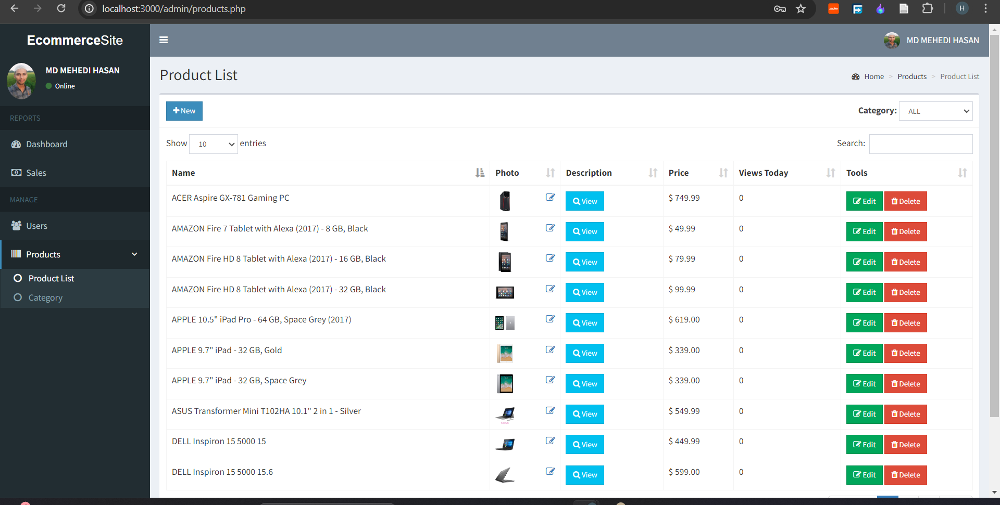 localhost:3000/admin/products.php
zapier
H
EcommerceSite
MD MEHEDI HASAN
MD MEHEDI HASAN
Online
REPORTS
Dashboard
Sales
MANAGE
Users
Products
Product List
Category
Product List
Home > Products > Product List
New
Category: ALL
Show 10 entries
Search:
Name Photo Description Price Views Today Tools
ACER Aspire GX-781 Gaming PC View $ 749.99 0 Edit Delete
AMAZON Fire 7 Tablet with Alexa (2017) - 8 GB, Black View $ 49.99 0 Edit Delete
AMAZON Fire HD 8 Tablet with Alexa (2017) - 16 GB, Black View $ 79.99 0 Edit Delete
AMAZON Fire HD 8 Tablet with Alexa (2017) - 32 GB, Black View $ 99.99 0 Edit Delete
APPLE 10.5" iPad Pro - 64 GB, Space Grey (2017) View $ 619.00 0 Edit Delete
APPLE 9.7" iPad - 32 GB, Gold View $ 339.00 0 Edit Delete
APPLE 9.7" iPad - 32 GB, Space Grey View $ 339.00 0 Edit Delete
ASUS Transformer Mini T102HA 10.1" 2 in 1 - Silver View $ 549.99 0 Edit Delete
DELL Inspiron 15 5000 15 View $ 449.99 0 Edit Delete
DELL Inspiron 15 5000 15.6 View $ 599.00 0 Edit Delete